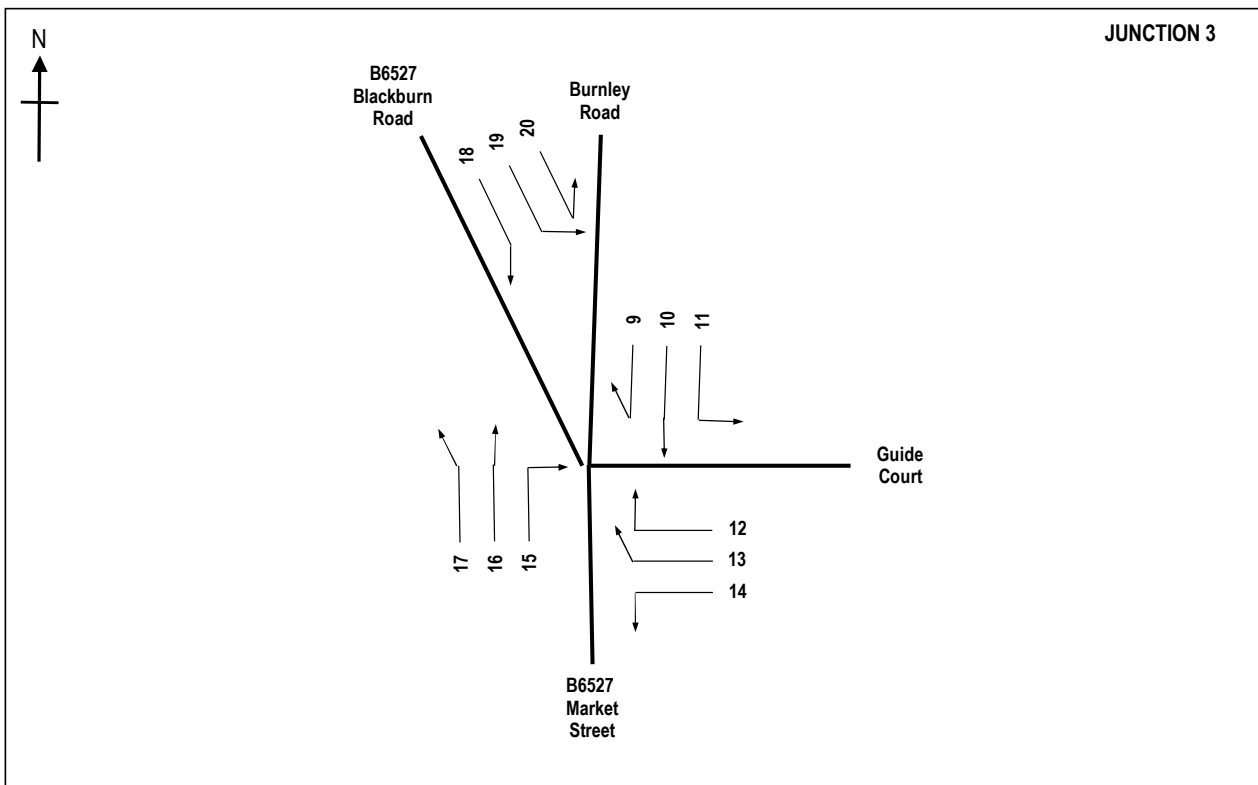 JUNCTION 3
N
B6527
Blackburn
Road
Burnley
Road
18
19
20
9
10
11
Guide
Court
12
13
14
17
16
15
B6527
Market
Street